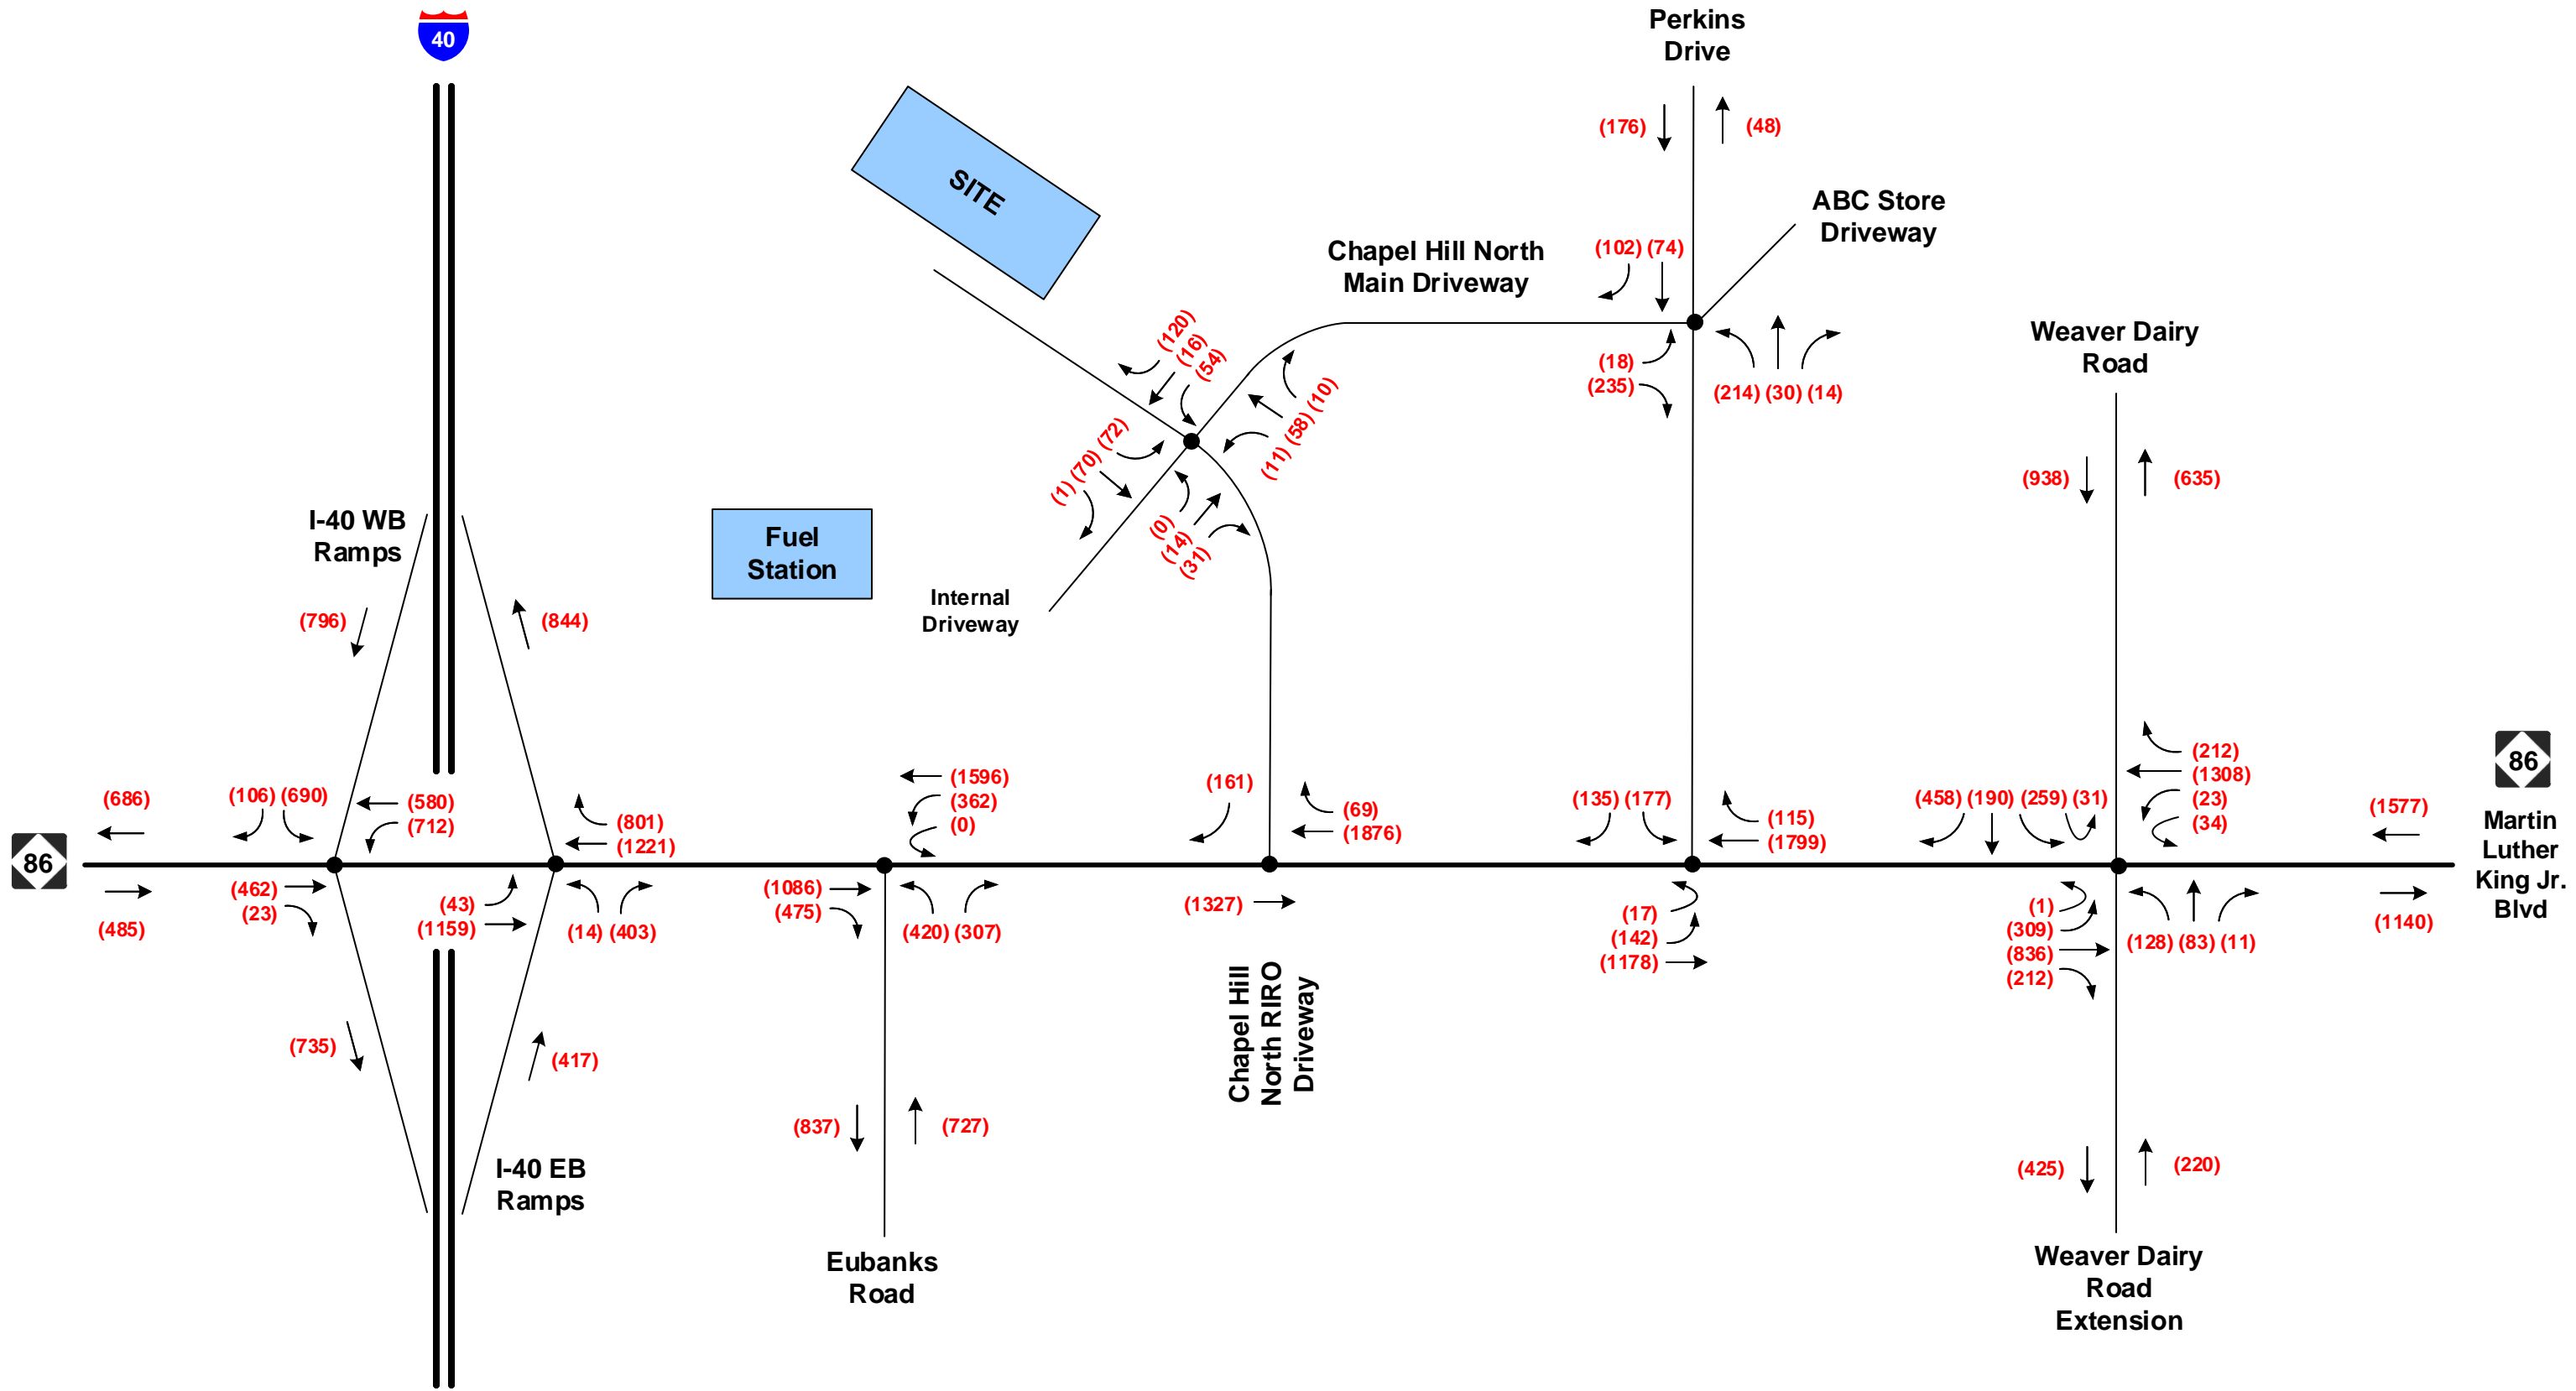 40
Perkins
Drive
(176)
(48)
SITE
ABC Store
Driveway
Chapel Hill North
Main Driveway
(102) (74)
(18)
(235)
(214) (30) (14)
(120)
(16)
(54)
(1) (70) (72)
(11) (58) (10)
(0)
(14)
(31)
Weaver Dairy
Road
(938)
(635)
I-40 WB
Ramps
Fuel
Station
Internal
Driveway
(796)
(844)
86
(686)
(485)
(106) (690)
(580)
(712)
(462)
(23)
(801)
(1221)
(43)
(1159)
(14) (403)
(1596)
(362)
(0)
(1086)
(475)
(420) (307)
(161)
(69)
(1876)
(1327)
Chapel Hill
North RIRO
Driveway
(135) (177)
(115)
(1799)
(17)
(142)
(1178)
(458) (190) (259) (31)
(212)
(1308)
(23)
(34)
(1)
(309)
(836)
(212)
(128) (83) (11)
(1577)
(1140)
86
Martin
Luther
King Jr.
Blvd
(735)
(417)
I-40 EB
Ramps
(837)
(727)
Eubanks
Road
(425)
(220)
Weaver Dairy
Road
Extension